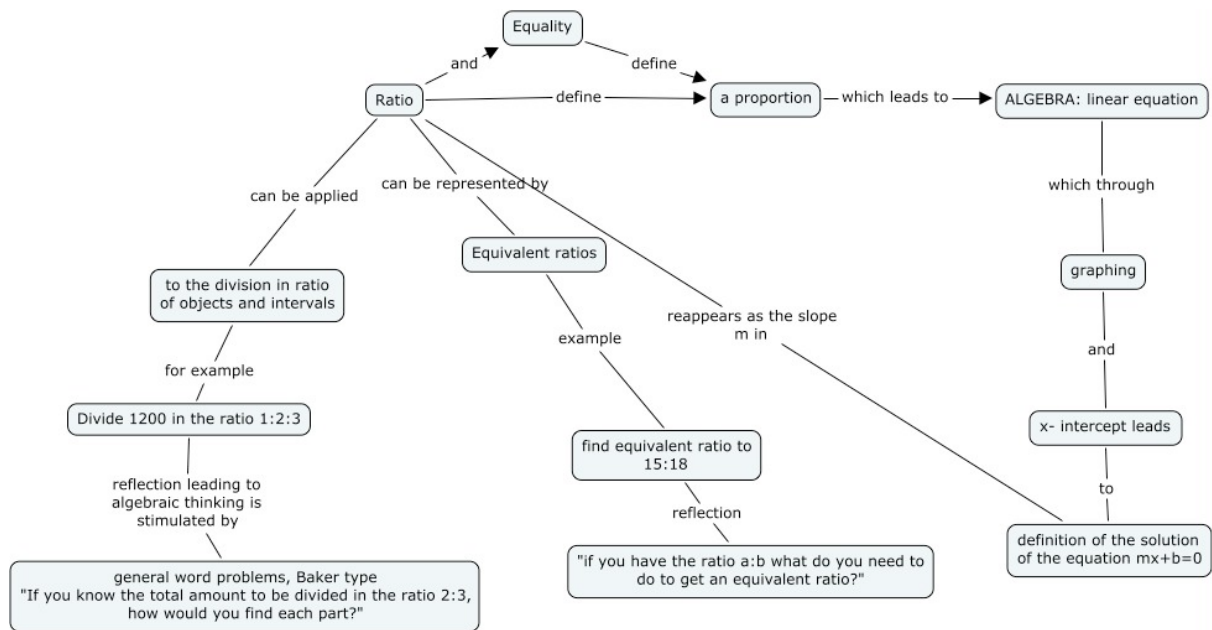 Equality
and
define
Ratio
define
a proportion
which leads to
ALGEBRA: linear equation
can be applied
can be represented by
which through
to the division in ratio
of objects and intervals
Equivalent ratios
graphing
for example
example
reappears as the slope
m in
and
Divide 1200 in the ratio 1:2:3
find equivalent ratio to
15:18
x- intercept leads
reflection leading to
algebraic thinking is
stimulated by
reflection
to
general word problems, Baker type
"If you know the total amount to be divided in the ratio 2:3,
how would you find each part?"
"if you have the ratio a:b what do you need to
do to get an equivalent ratio?"
definition of the solution
of the equation mx+b=0